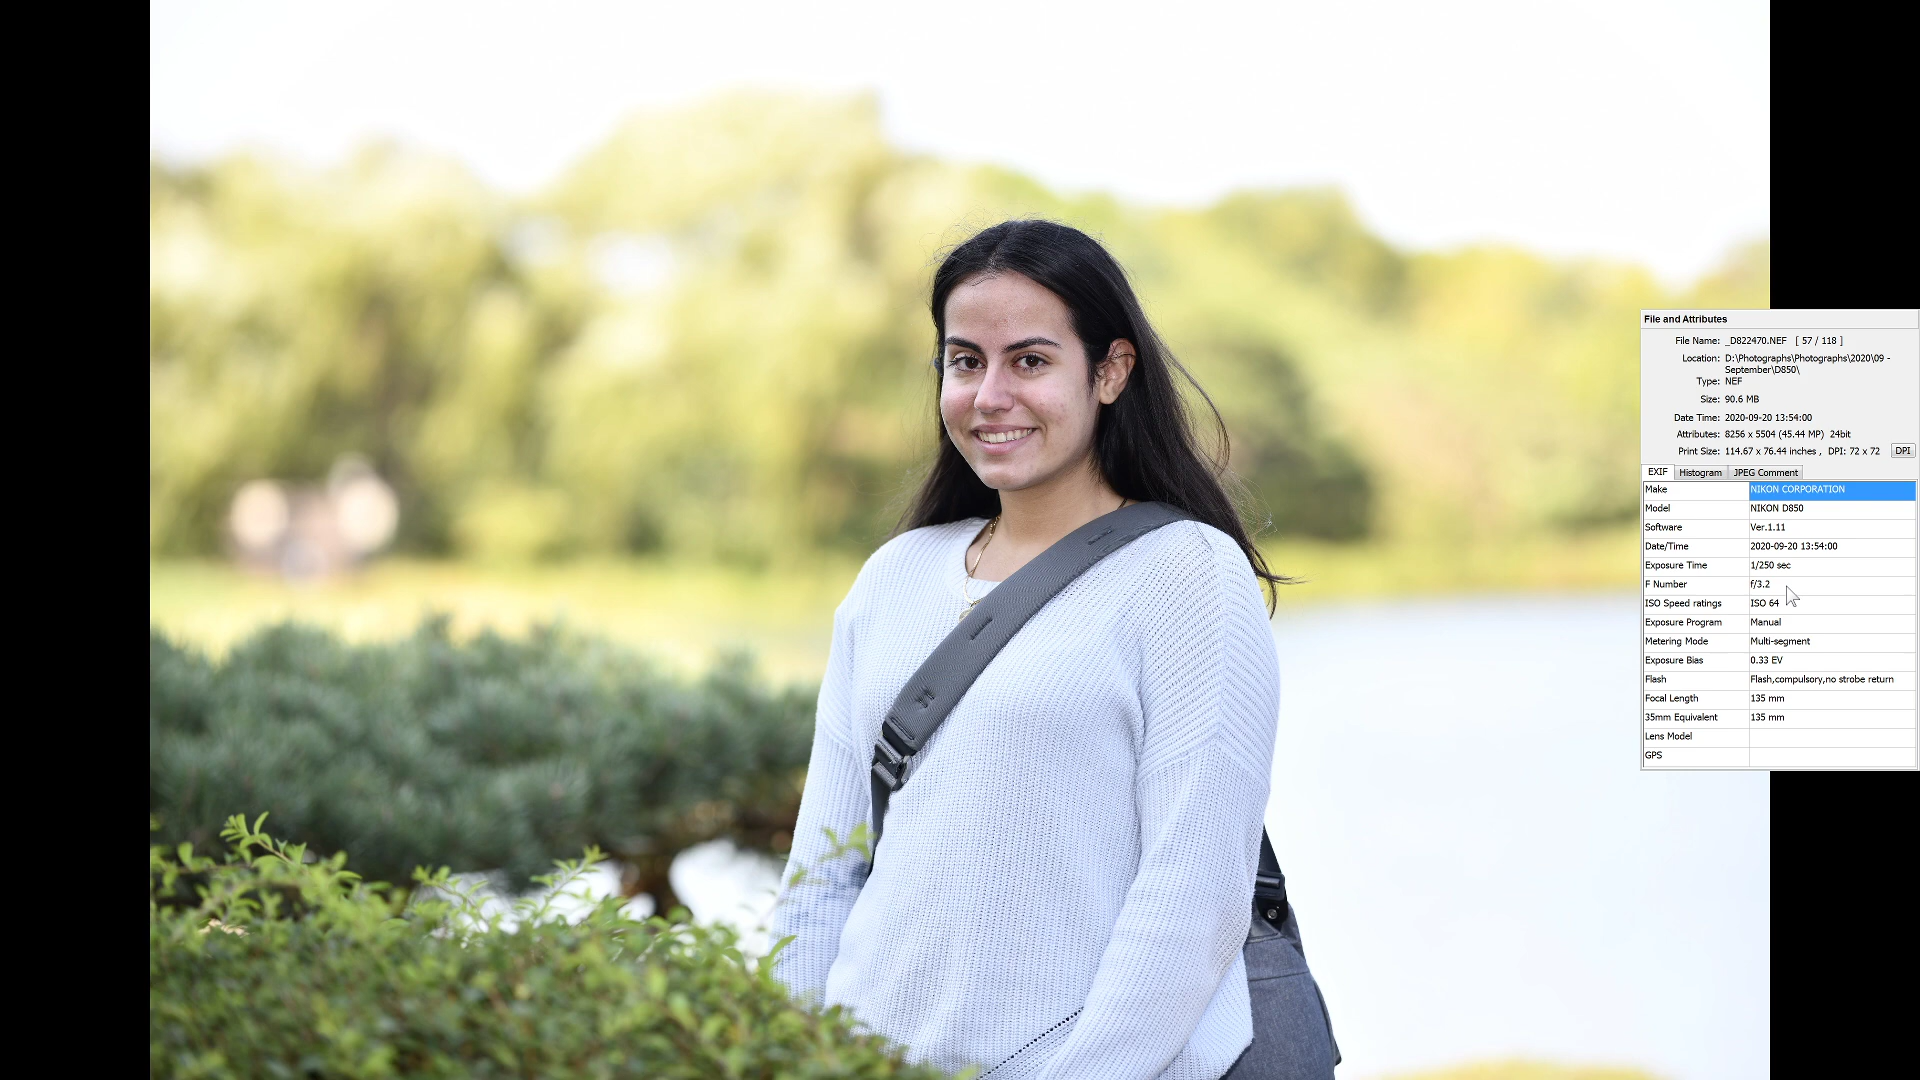 File and Attributes
File Name: _D822470.NEF [ 57 / 118 ]
Location: D:\Photographs\Photographs\2020\09 -
September\D850\
Type: NEF
Size: 90.6 MB
Date Time: 2020-09-20 13:54:00
Attributes: 8256 x 5504 (45.44 MP) 24bit
Print Size: 114.67 x 76.44 inches , DPI: 72 x 72 DPI
EXIF Histogram JPEG Comment
Make NIKON CORPORATION
Model NIKON D850
Software Ver.1.11
Date/Time 2020-09-20 13:54:00
Exposure Time 1/250 sec
F Number f/3.2
ISO Speed ratings ISO 64
Exposure Program Manual
Metering Mode Multi-segment
Exposure Bias 0.33 EV
Flash Flash,compulsory,no strobe return
Focal Length 135 mm
35mm Equivalent 135 mm
Lens Model
GPS